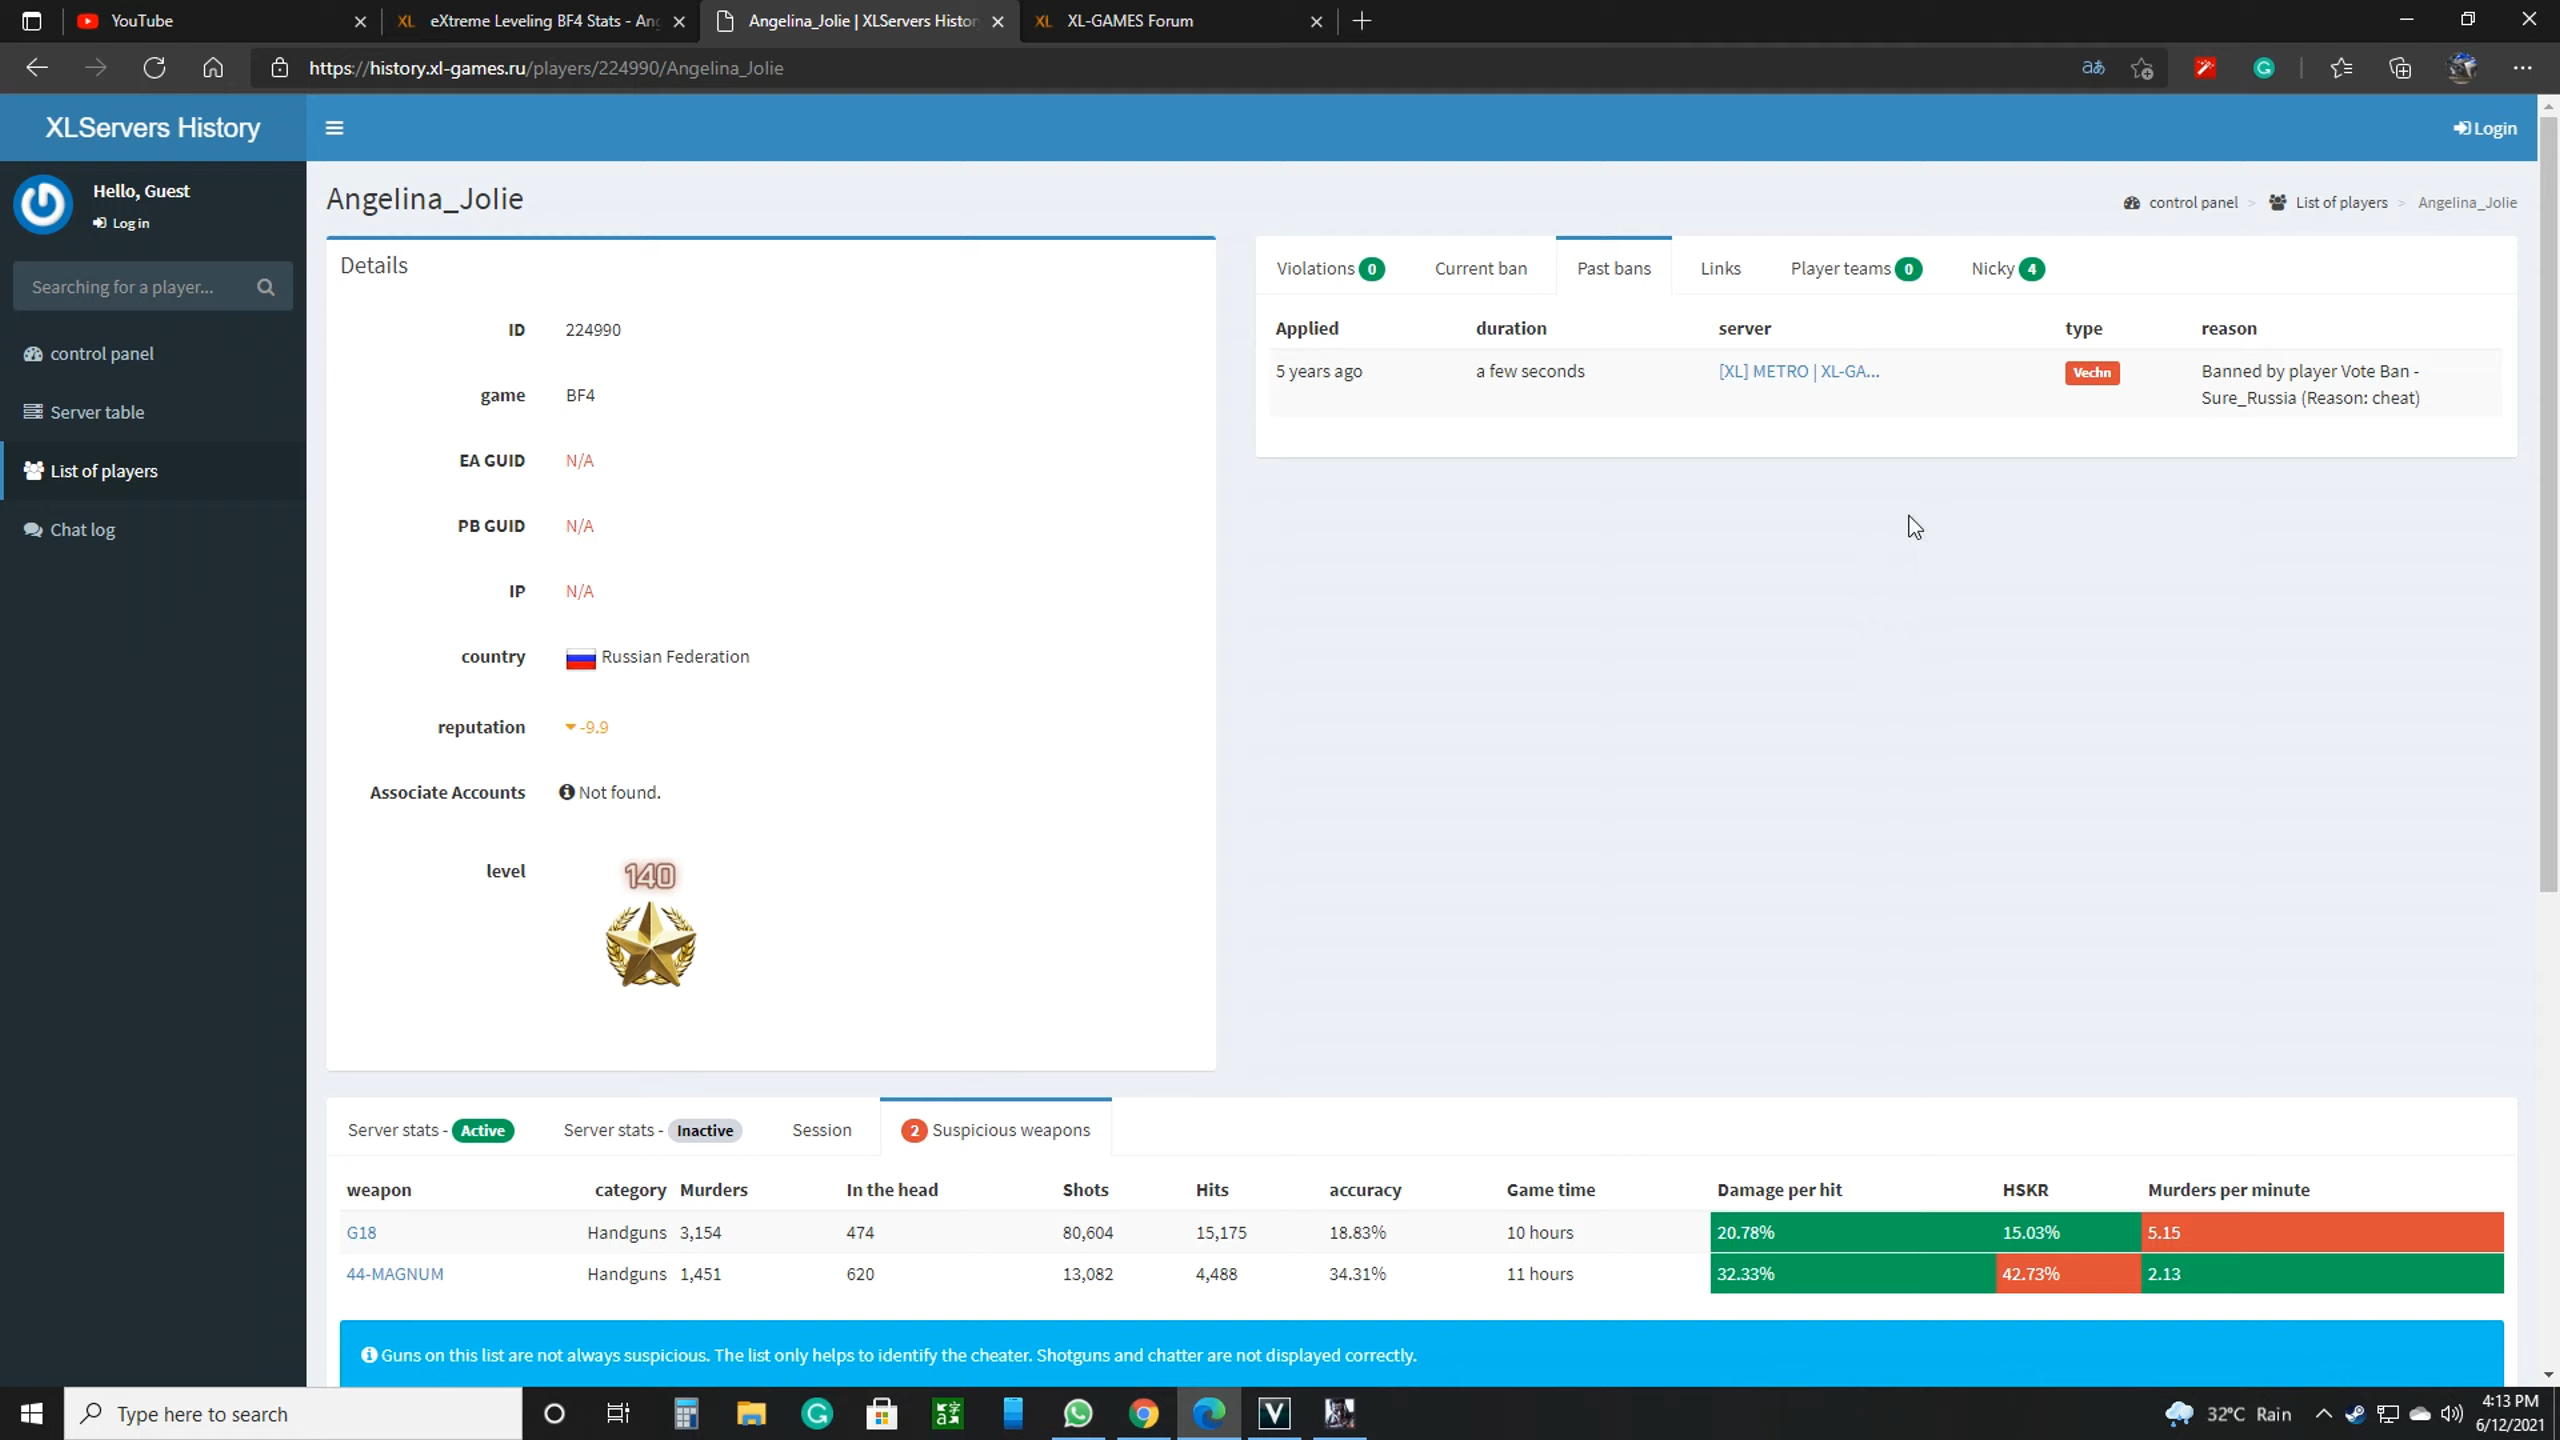 YouTube
XL eXtreme Leveling BF4 Stats - An
Angelina_Jolie | XLServers Histor
XL XL-GAMES Forum
https://history.xl-games.ru/players/224990/Angelina_Jolie
XLServers History
Login
Hello, Guest
Log in
Searching for a player...
control panel
Server table
List of players
Chat log
Angelina_Jolie
control panel > List of players > Angelina_Jolie
Details
ID 224990
game BF4
EA GUID N/A
PB GUID N/A
IP N/A
country Russian Federation
reputation -9.9
Associate Accounts Not found.
level 140
Violations 0 Current ban Past bans Links Player teams 0 Nicky 4
Applied duration server type reason
5 years ago a few seconds [XL] METRO | XL-GA... Vechn Banned by player Vote Ban -
Sure_Russia (Reason: cheat)
Server stats - Active Server stats - Inactive Session 2 Suspicious weapons
weapon category Murders In the head Shots Hits accuracy Game time Damage per hit HSKR Murders per minute
G18 Handguns 3,154 474 80,604 15,175 18.83% 10 hours 20.78% 15.03% 5.15
44-MAGNUM Handguns 1,451 620 13,082 4,488 34.31% 11 hours 32.33% 42.73% 2.13
Guns on this list are not always suspicious. The list only helps to identify the cheater. Shotguns and chatter are not displayed correctly.
Type here to search
32°C Rain
4:13 PM
6/12/2021